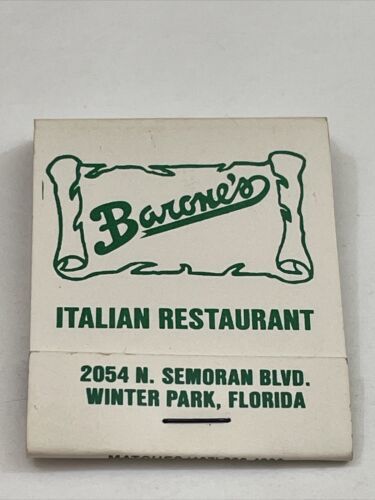 Barone's
ITALIAN RESTAURANT
2054 N. SEMORAN BLVD.
WINTER PARK, FLORIDA